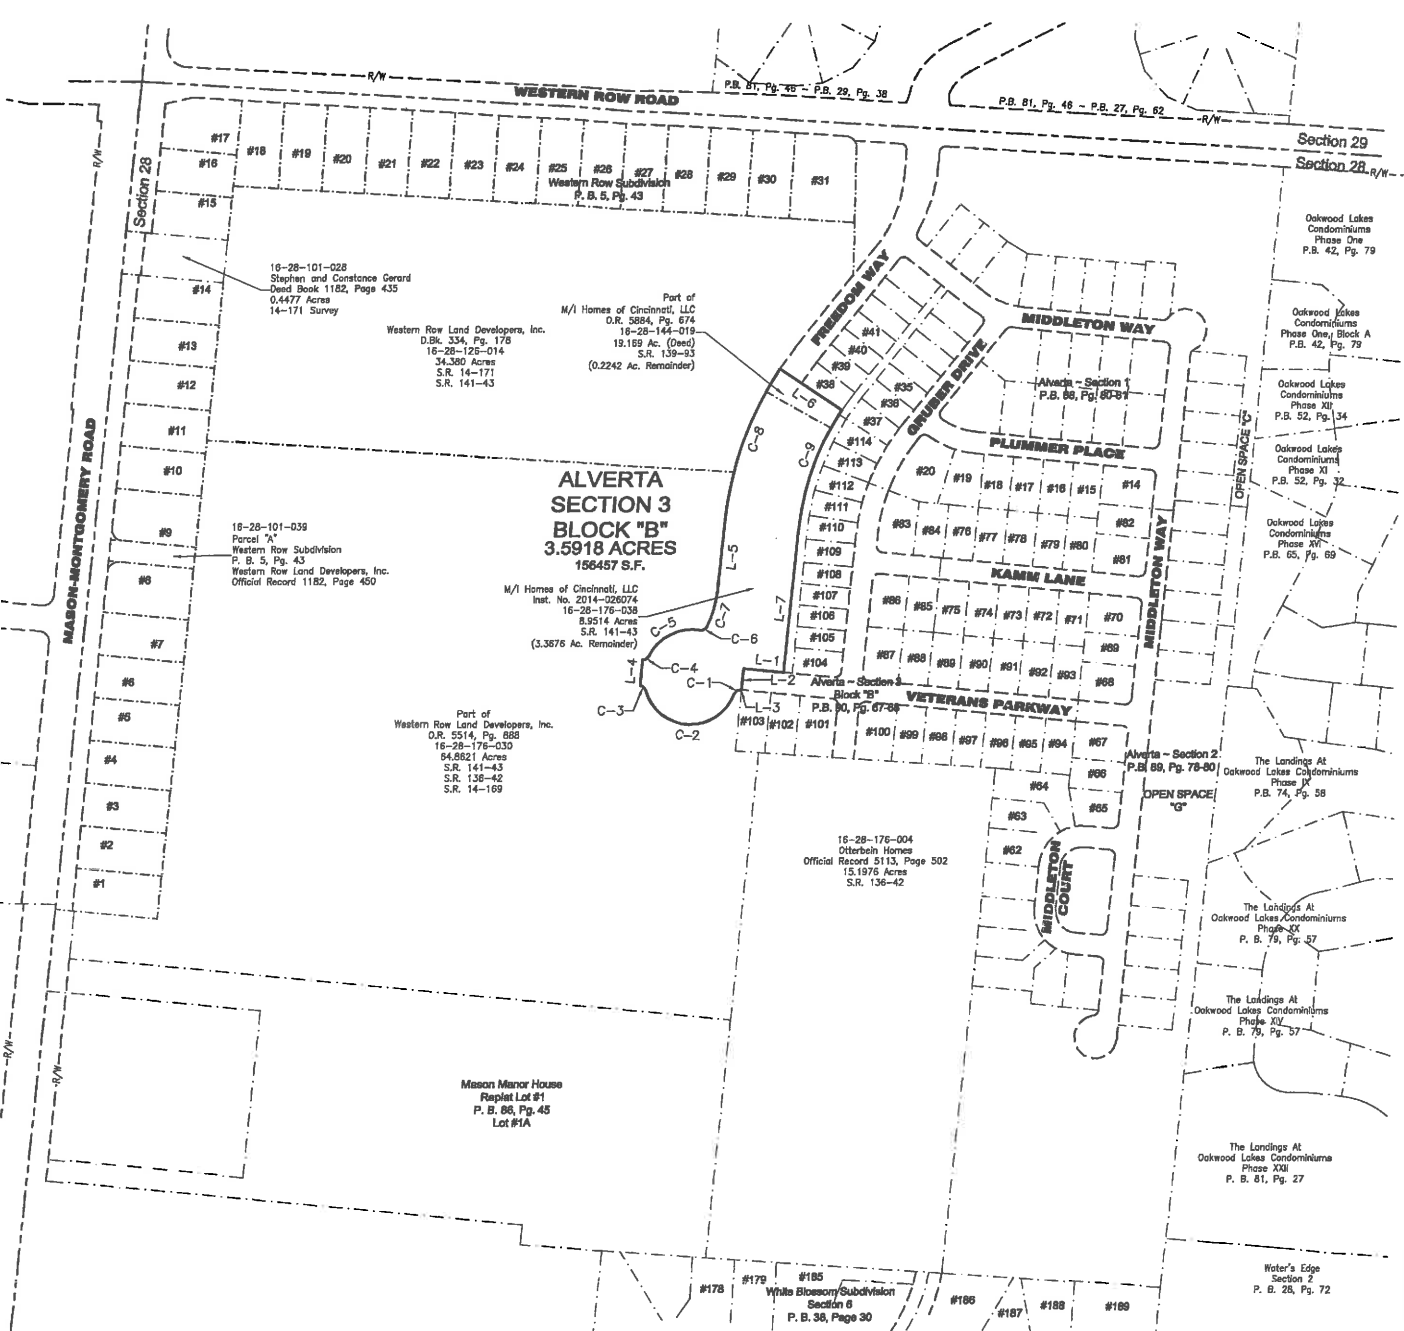 R/W
WESTERN ROW ROAD
P.B. 81, Pg. 46 ~ P.B. 29, Pg. 38
P.B. 81, Pg. 46 ~ P.B. 27, Pg. 62
R/W
Section 29
Section 28
R/W
R/W
Section 28
#17
#16
#15
#18
#19
#20
#21
#22
#23
#24
#25
#26
#27
#28
#29
#30
#31
Western Row Subdivision
P. B. 5, Pg. 43
16-28-101-028
Stephen and Constance Gerard
Deed Book 1182, Page 435
0.4477 Acres
14-171 Survey
#14
#13
#12
#11
#10
#9
#8
#7
#6
#5
#4
#3
#2
#1
MASON-MONTGOMERY ROAD
Western Row Land Developers, Inc.
D.Bk. 334, Pg. 178
16-28-126-014
34.380 Acres
S.R. 14-171
S.R. 141-43
Part of
M/I Homes of Cincinnati, LLC
O.R. 5884, Pg. 674
16-28-144-019
19.169 Ac. (Deed)
S.R. 139-93
(0.2242 Ac. Remainder)
16-28-101-039
Parcel "A"
Western Row Subdivision
P. B. 5, Pg. 43
Western Row Land Developers, Inc.
Official Record 1182, Page 450
ALVERTA
SECTION 3
BLOCK "B"
3.5918 ACRES
156457 S.F.
M/I Homes of Cincinnati, LLC
Inst. No. 2014-026074
16-28-176-038
8.9514 Acres
S.R. 141-43
(3.3676 Ac. Remainder)
L-6
C-8
C-9
L-5
L-7
C-7
C-6
C-5
C-4
L-4
C-3
C-2
C-1
L-1
L-2
L-3
Part of
Western Row Land Developers, Inc.
O.R. 5514, Pg. 888
16-28-176-030
64.8621 Acres
S.R. 141-43
S.R. 138-42
S.R. 14-169
FREEDOM WAY
#41
#40
#39
#38
#35
#36
#37
#114
#113
#112
#111
#110
#109
#108
#107
#106
#105
#104
GRUBER DRIVE
MIDDLETON WAY
Alverta ~ Section 1
P.B. 88, Pg. 80-81
PLUMMER PLACE
#20
#19
#18
#17
#16
#15
#14
#83
#84
#76
#77
#78
#79
#80
#82
#81
KAMM LANE
MIDDLETON WAY
#86
#85
#75
#74
#73
#72
#71
#70
#69
#87
#88
#89
#90
#91
#92
#93
#68
Alverta ~ Section 3
Block "B"
P.B. 90, Pg. 67-68
VETERANS PARKWAY
#103
#102
#101
#100
#99
#98
#97
#96
#95
#94
#67
#66
#65
#64
#63
#62
Alverta ~ Section 2
P.B. 89, Pg. 78-80
OPEN SPACE
"G"
OPEN SPACE "C"
MIDDLETON
COURT
16-28-176-004
Otterbein Homes
Official Record 5113, Page 502
15.1976 Acres
S.R. 136-42
Oakwood Lakes
Condominiums
Phase One
P.B. 42, Pg. 79
Oakwood Lakes
Condominiums
Phase One, Block A
P.B. 42, Pg. 79
Oakwood Lakes
Condominiums
Phase XII
P.B. 52, Pg. 34
Oakwood Lakes
Condominiums
Phase XI
P.B. 52, Pg. 32
Oakwood Lakes
Condominiums
Phase XVI
P.B. 65, Pg. 69
The Landings At
Oakwood Lakes Condominiums
Phase IX
P.B. 74, Pg. 58
The Landings At
Oakwood Lakes Condominiums
Phase XX
P. B. 79, Pg. 57
The Landings At
Oakwood Lakes Condominiums
Phase XIV
P. B. 79, Pg. 57
The Landings At
Oakwood Lakes Condominiums
Phase XXII
P. B. 81, Pg. 27
Water's Edge
Section 2
P. B. 28, Pg. 72
R/W
R/W
Mason Manor House
Replat Lot #1
P. B. 86, Pg. 45
Lot #1A
#178
#179
#185
White Blossom Subdivision
Section 6
P. B. 38, Page 30
#186
#187
#188
#189